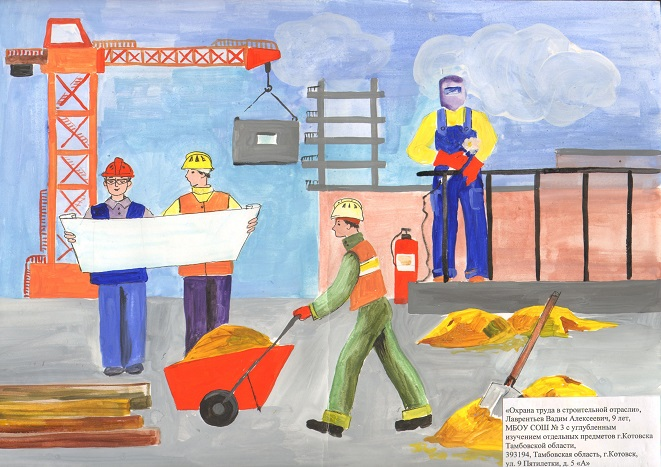 «Охрана труда в строительной отрасли»,
Лаврентьев Вадим Алексеевич, 9 лет,
МБОУ СОШ № 3 с углубленным
изучением отдельных предметов г.Котовска
Тамбовской области,
393194, Тамбовская область, г.Котовск,
ул. 9 Пятилетки, д. 5 «А»